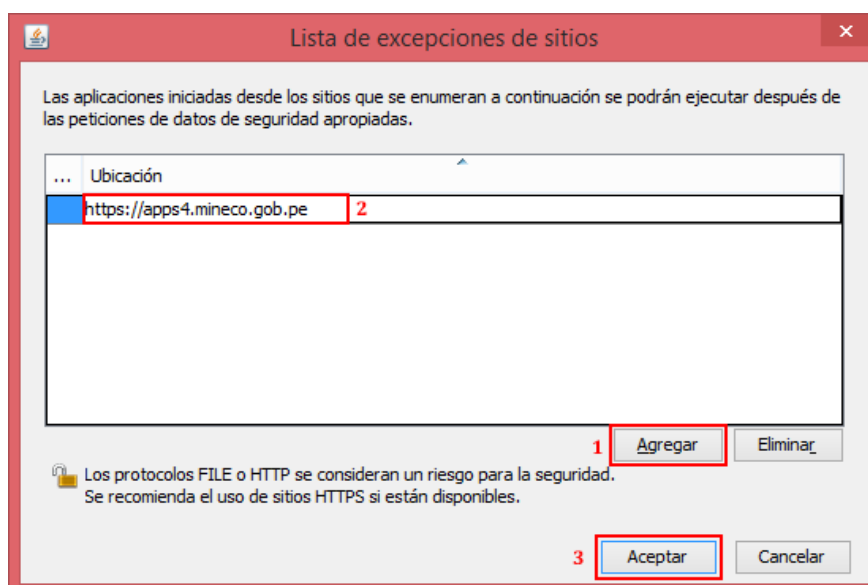 Lista de excepciones de sitios
Las aplicaciones iniciadas desde los sitios que se enumeran a continuación se podrán ejecutar después de
las peticiones de datos de seguridad apropiadas.
... Ubicación
https://apps4.mineco.gob.pe 2
1 Agregar Eliminar
Los protocolos FILE o HTTP se consideran un riesgo para la seguridad.
Se recomienda el uso de sitios HTTPS si están disponibles.
3 Aceptar Cancelar